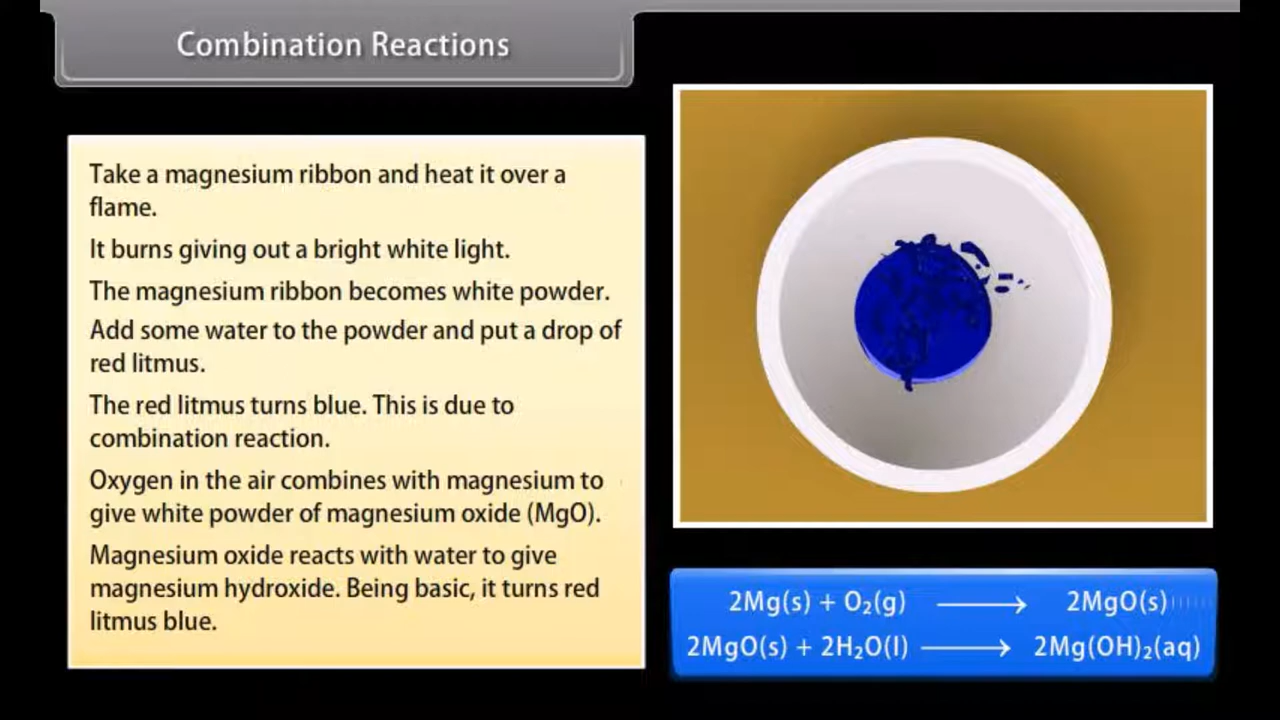 Combination Reactions
Take a magnesium ribbon and heat it over a
flame.
It burns giving out a bright white light.
The magnesium ribbon becomes white powder.
Add some water to the powder and put a drop of
red litmus.
The red litmus turns blue. This is due to
combination reaction.
Oxygen in the air combines with magnesium to
give white powder of magnesium oxide (MgO).
Magnesium oxide reacts with water to give
magnesium hydroxide. Being basic, it turns red
litmus blue.
2Mg(s) + O₂(g) ⟶ 2MgO(s)
2MgO(s) + 2H₂O(l) ⟶ 2Mg(OH)₂(aq)